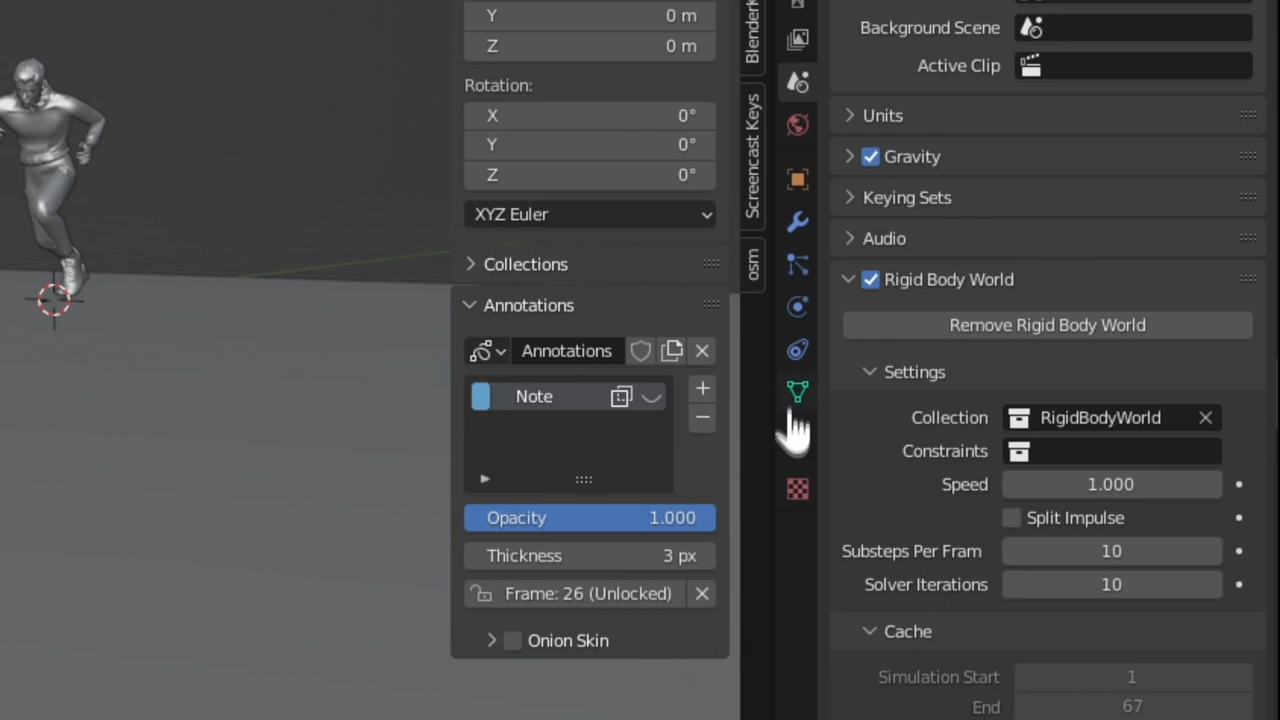 Y 0 m
Z 0 m
Rotation:
X 0°
Y 0°
Z 0°
XYZ Euler
Collections
Annotations
Annotations
Note
Opacity 1.000
Thickness 3 px
Frame: 26 (Unlocked)
Onion Skin
Screencast Keys
osm
Background Scene
Active Clip
Units
Gravity
Keying Sets
Audio
Rigid Body World
Remove Rigid Body World
Settings
Collection RigidBodyWorld
Constraints
Speed 1.000
Split Impulse
Substeps Per Fram 10
Solver Iterations 10
Cache
Simulation Start 1
End 67